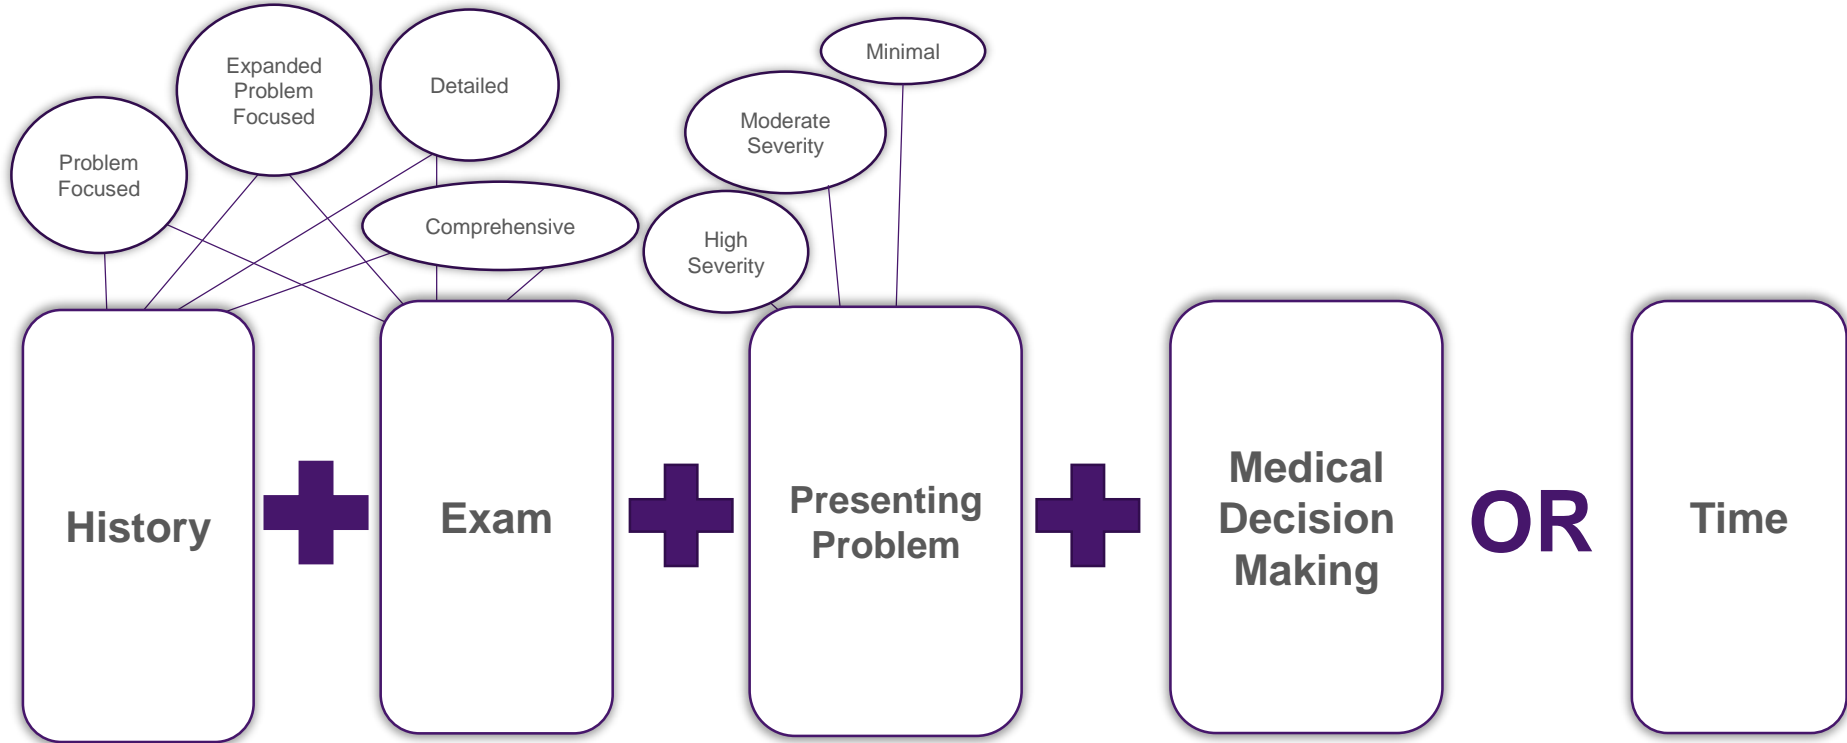 Minimal
Expanded
Problem
Focused
Detailed
Moderate
Severity
Problem
Focused
Comprehensive
High
Severity
History
Exam
Presenting
Problem
Medical
Decision
Making
OR
Time